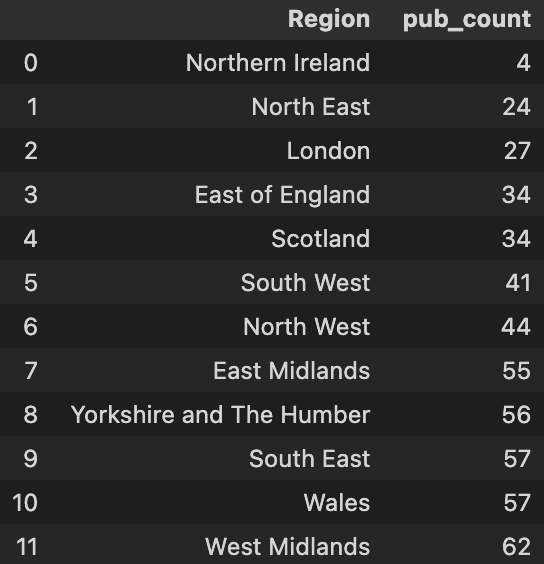 Region pub_count
0 Northern Ireland 4
1 North East 24
2 London 27
3 East of England 34
4 Scotland 34
5 South West 41
6 North West 44
7 East Midlands 55
8 Yorkshire and The Humber 56
9 South East 57
10 Wales 57
11 West Midlands 62